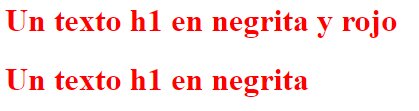 Un texto h1 en negrita y rojo
Un texto h1 en negrita